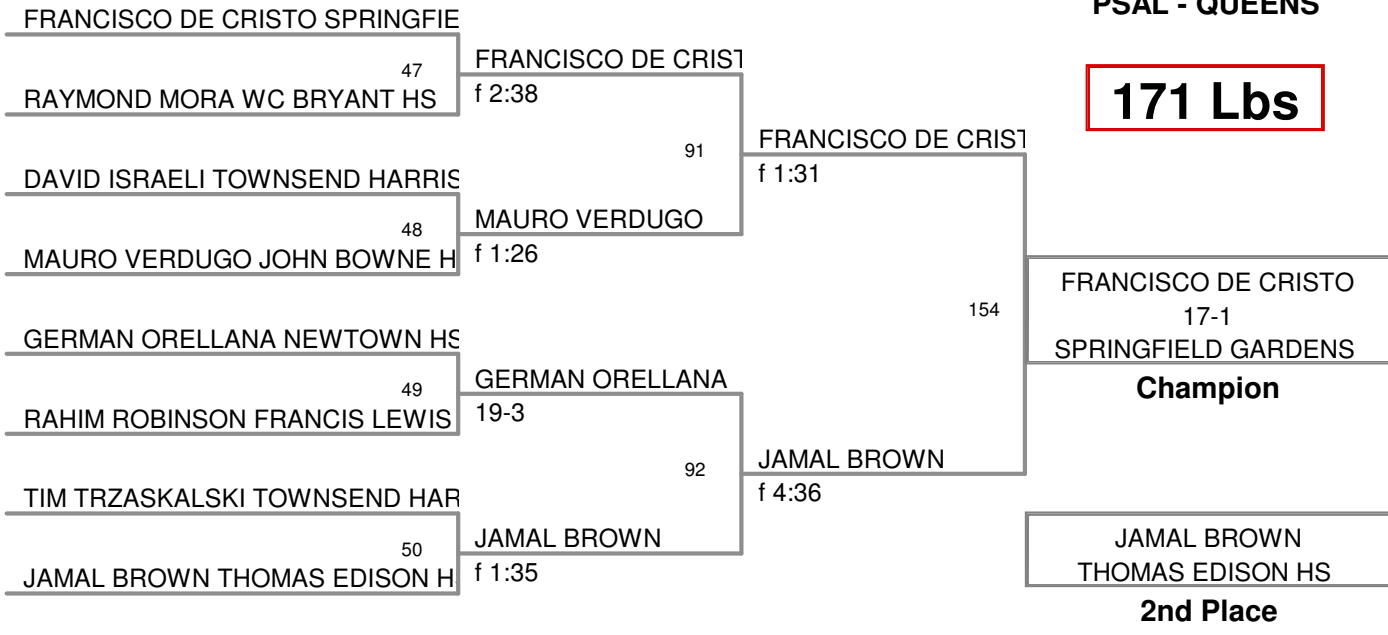 PSAL - QUEENS
171 Lbs
FRANCISCO DE CRISTO SPRINGFIE
47
RAYMOND MORA WC BRYANT HS
FRANCISCO DE CRIST
f 2:38
91
DAVID ISRAELI TOWNSEND HARRIS
48
MAURO VERDUGO JOHN BOWNE H
MAURO VERDUGO
f 1:26
FRANCISCO DE CRIST
f 1:31
154
GERMAN ORELLANA NEWTOWN HS
49
RAHIM ROBINSON FRANCIS LEWIS
GERMAN ORELLANA
19-3
92
TIM TRZASKALSKI TOWNSEND HAR
50
JAMAL BROWN THOMAS EDISON H
JAMAL BROWN
f 1:35
JAMAL BROWN
f 4:36
FRANCISCO DE CRISTO
17-1
SPRINGFIELD GARDENS
Champion
JAMAL BROWN
THOMAS EDISON HS
2nd Place